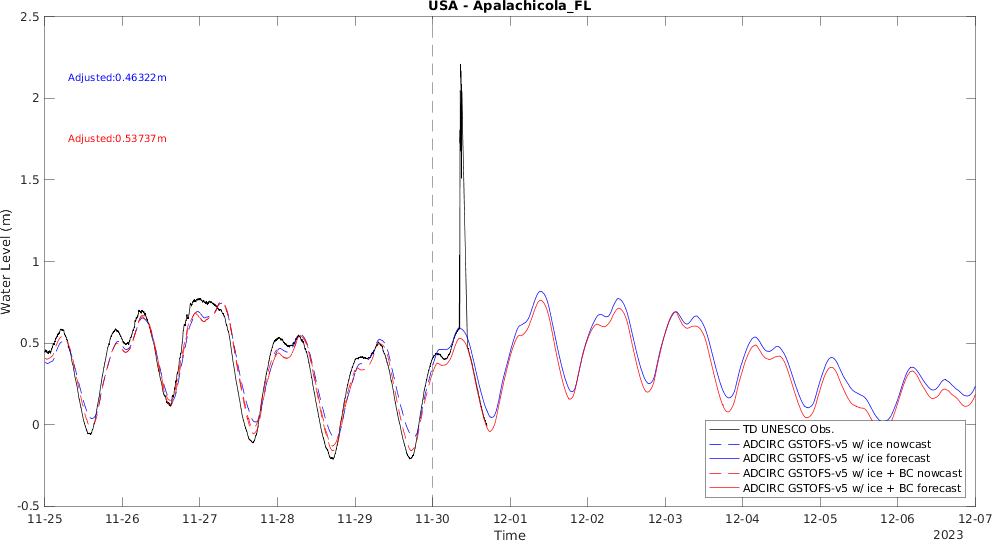 USA - Apalachicola_FL
2.5
2
1.5
1
0.5
0
-0.5
Water Level (m)
Adjusted:0.46322m
Adjusted:0.53737m
TD UNESCO Obs.
ADCIRC GSTOFS-v5 w/ ice nowcast
ADCIRC GSTOFS-v5 w/ ice forecast
ADCIRC GSTOFS-v5 w/ ice + BC nowcast
ADCIRC GSTOFS-v5 w/ ice + BC forecast
11-25 11-26 11-27 11-28 11-29 11-30 12-01 12-02 12-03 12-04 12-05 12-06 12-07
Time
2023